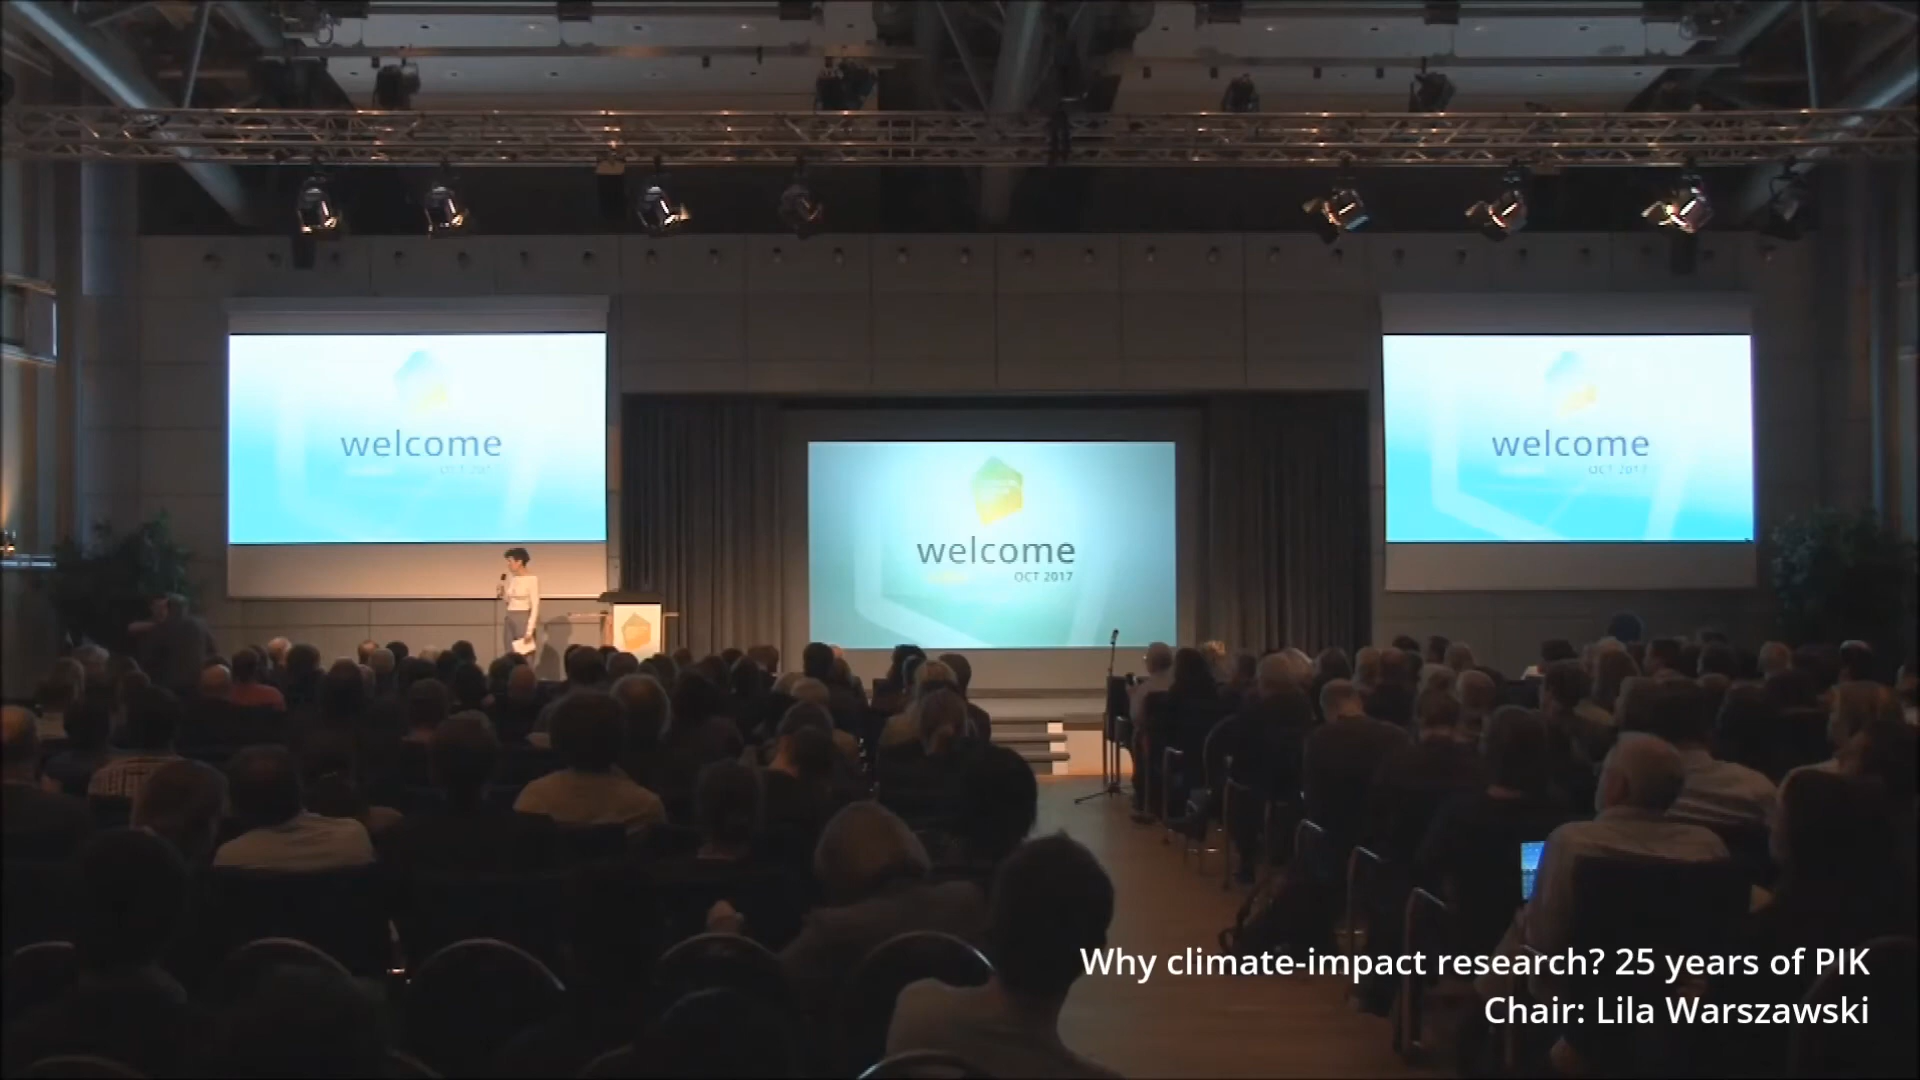 welcome
OCT 201
welcome
OCT 2017
welcome
OCT 2017
Why climate-impact research? 25 years of PIK
Chair: Lila Warszawski